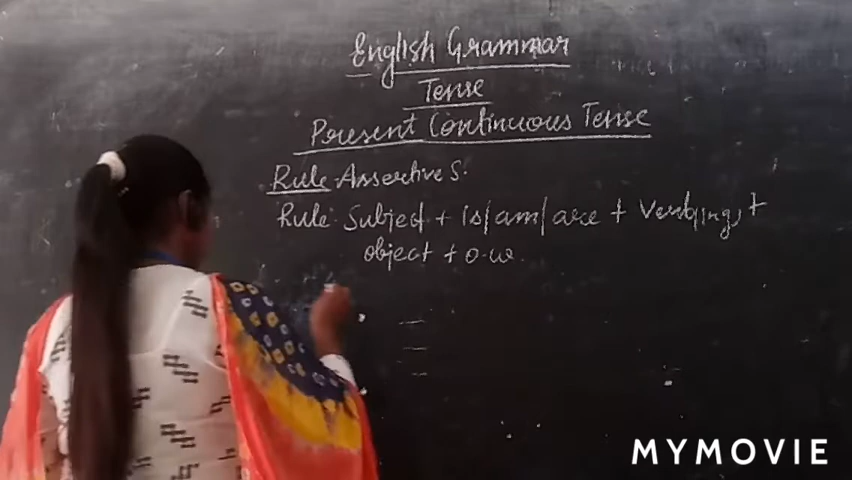 English Grammar
Tense
Present Continuous Tense
Rule-Assertive S.
Rule- Subject + is/am/are + Verb(ing) +
object + o.w.
MYMOVIE